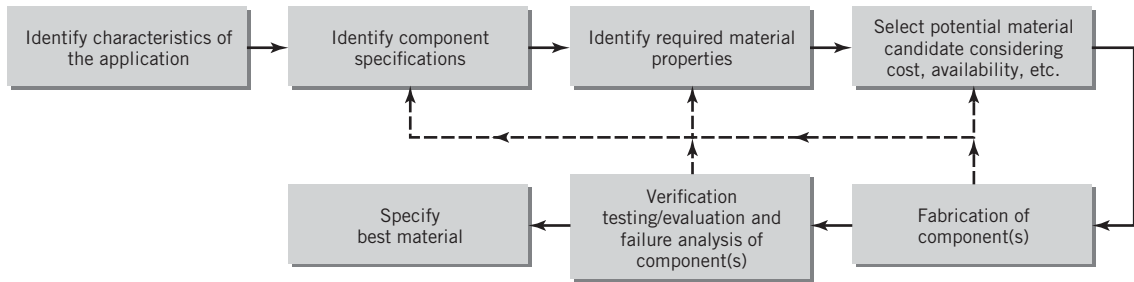 Identify characteristics of
the application
Identify component
specifications
Identify required material
properties
Select potential material
candidate considering
cost, availability, etc.
Specify
best material
Verification
testing/evaluation and
failure analysis of
component(s)
Fabrication of
component(s)